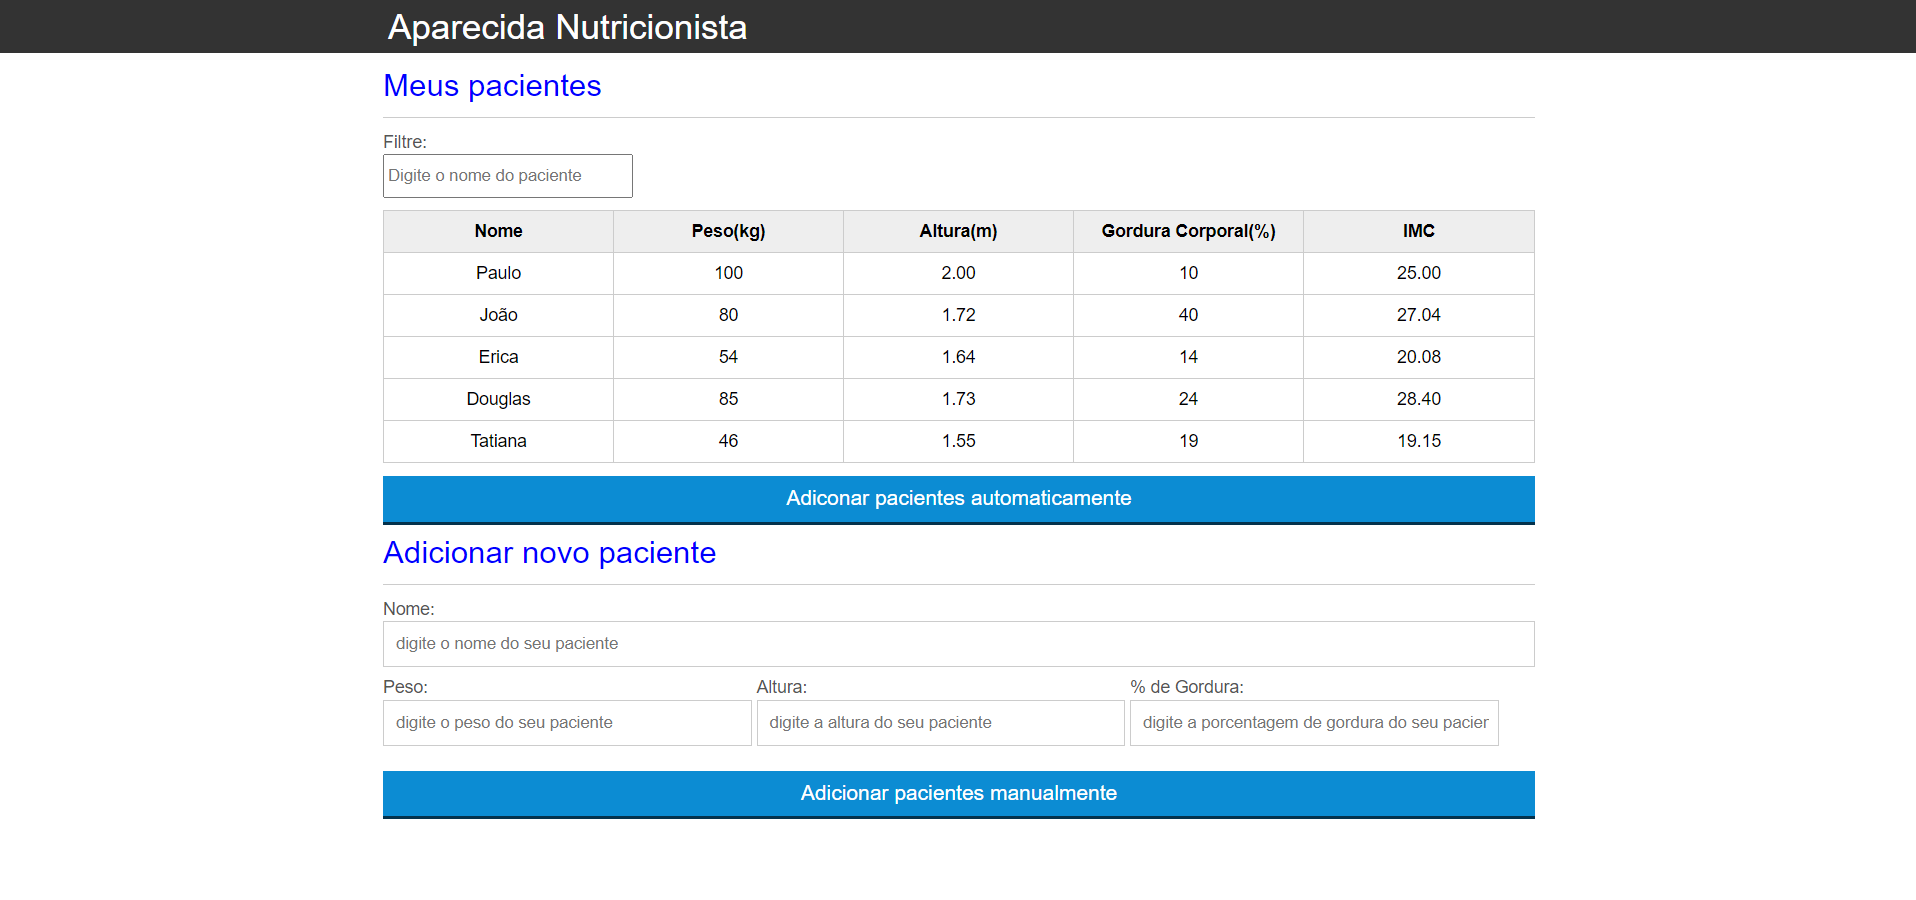 Aparecida Nutricionista
Meus pacientes
Filtre:
Digite o nome do paciente
Nome Peso(kg) Altura(m) Gordura Corporal(%) IMC
Paulo 100 2.00 10 25.00
João 80 1.72 40 27.04
Erica 54 1.64 14 20.08
Douglas 85 1.73 24 28.40
Tatiana 46 1.55 19 19.15
Adiconar pacientes automaticamente
Adicionar novo paciente
Nome:
digite o nome do seu paciente
Peso: Altura: % de Gordura:
digite o peso do seu paciente digite a altura do seu paciente digite a porcentagem de gordura do seu pacier
Adicionar pacientes manualmente